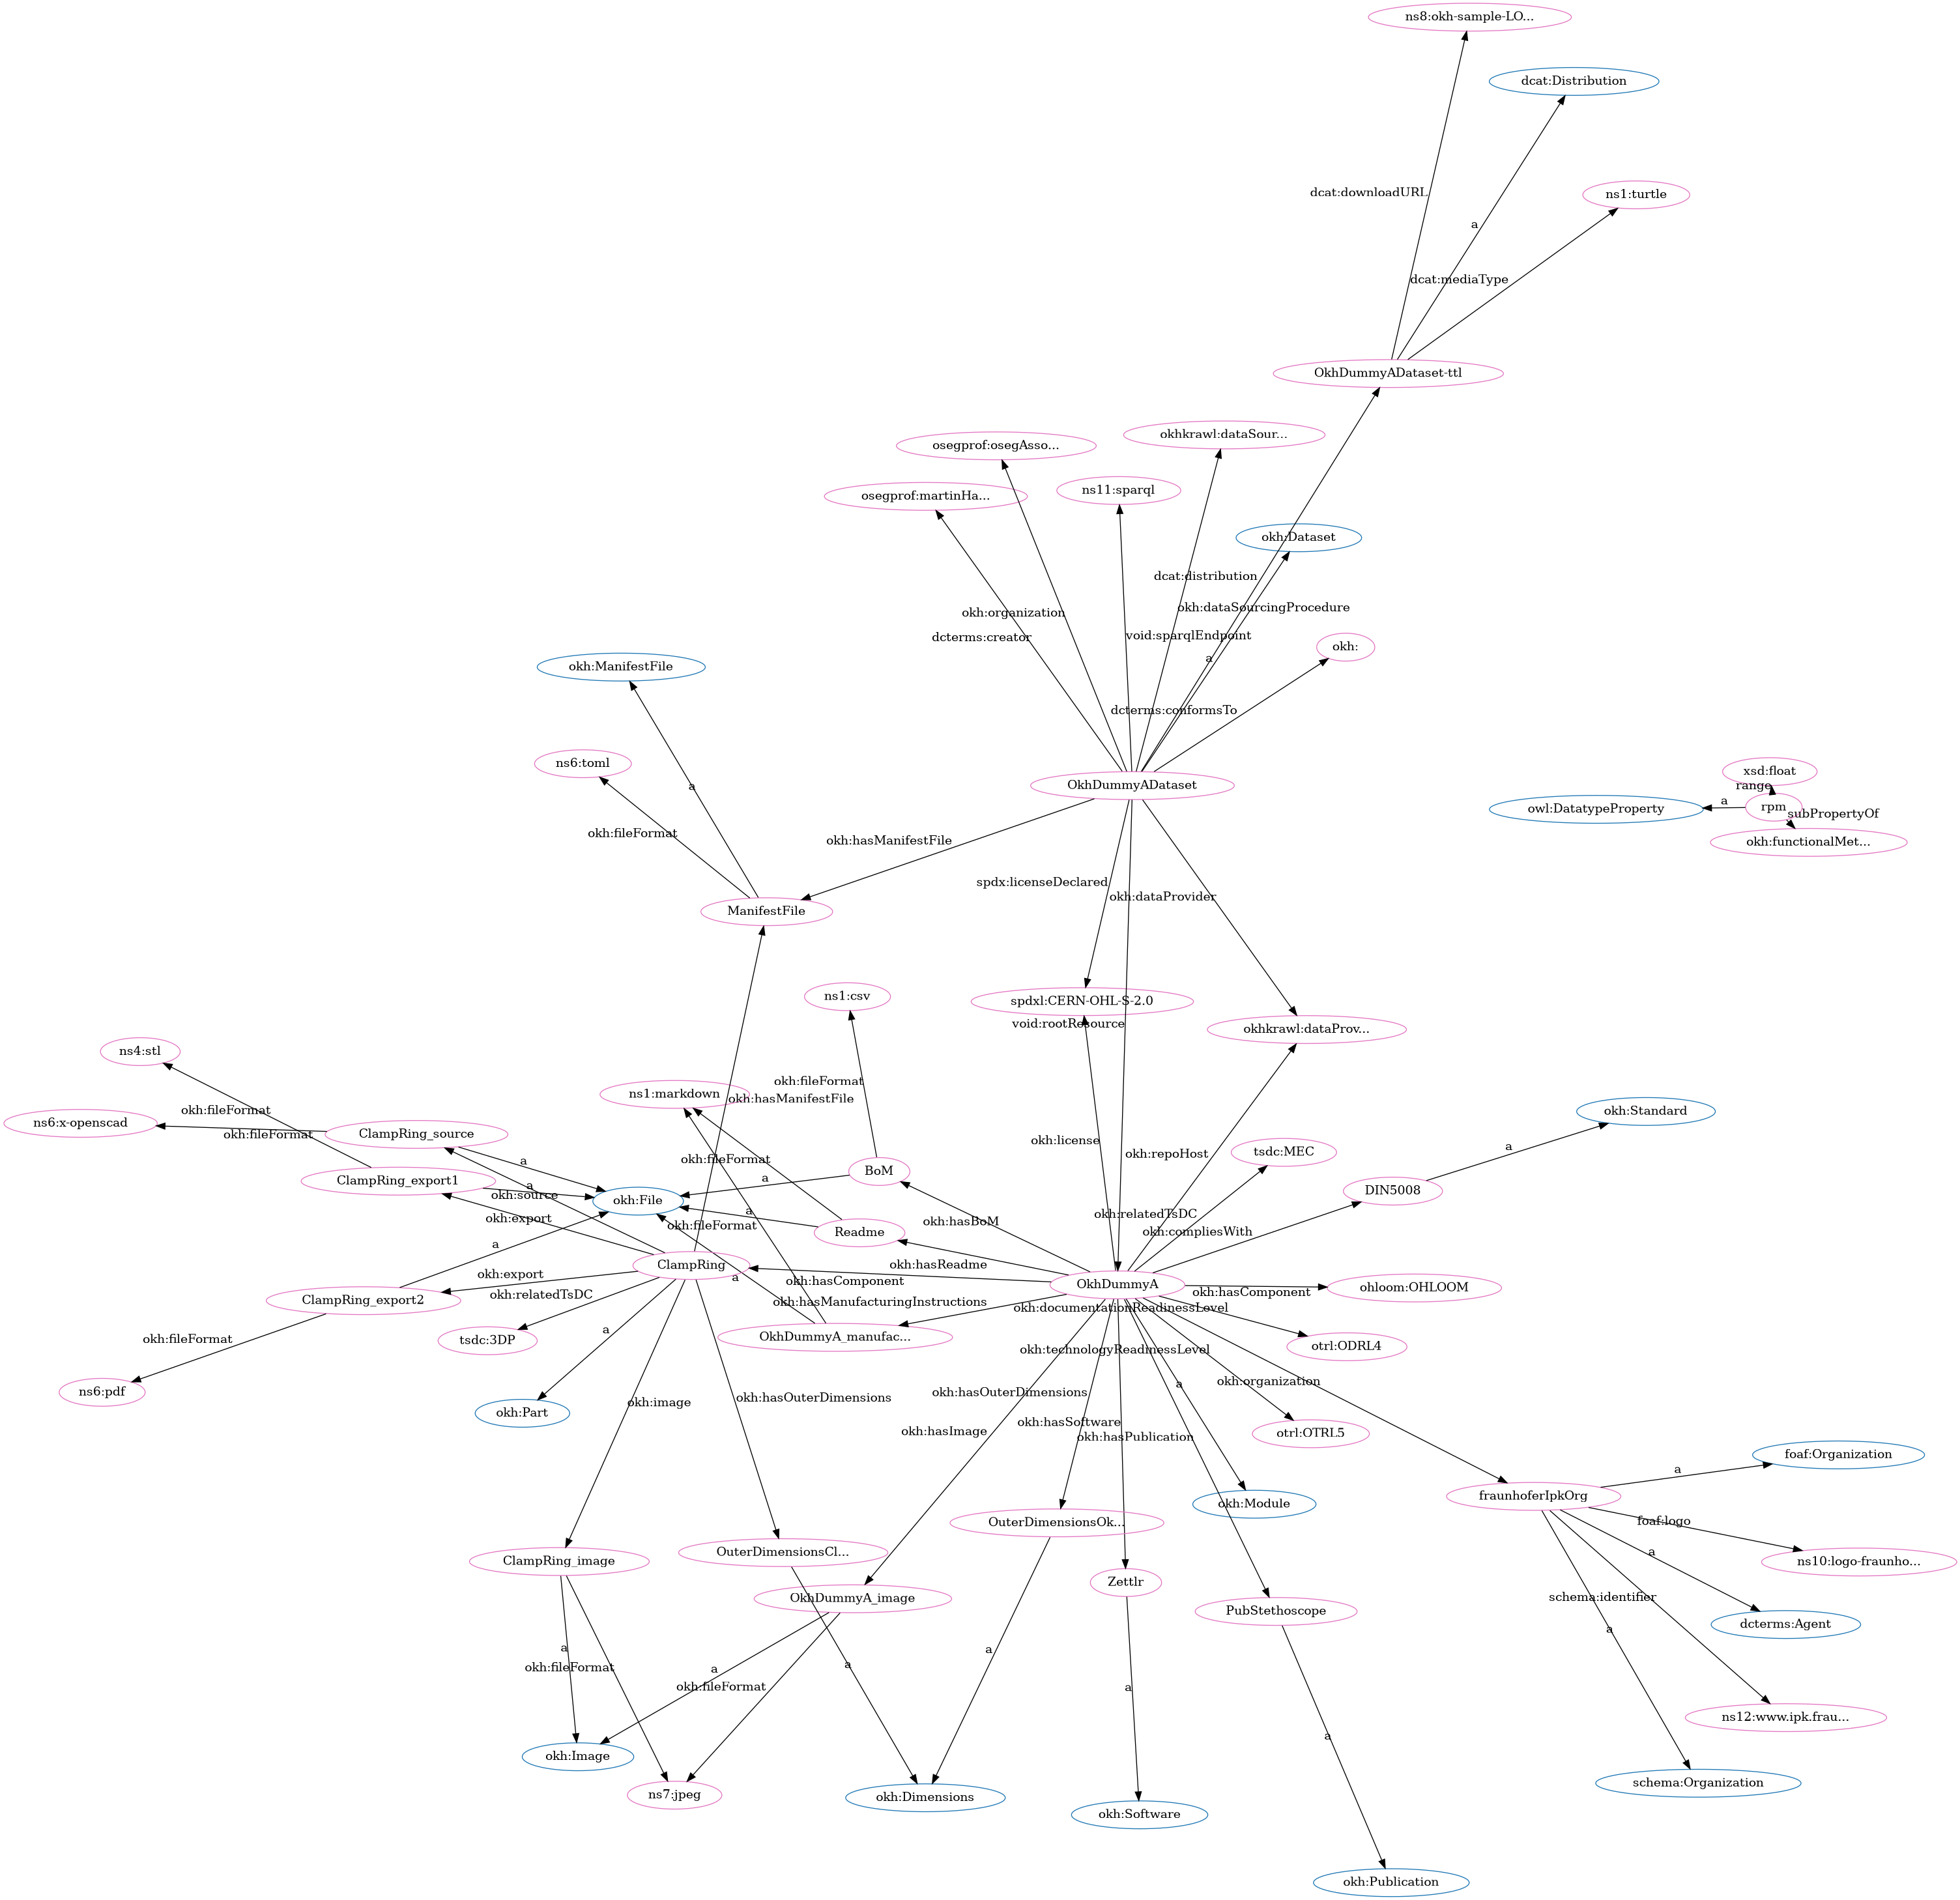 ns8:okh-sample-LO...
dcat:Distribution
dcat:downloadURL
ns1:turtle
a
dcat:mediaType
OkhDummyADataset-ttl
okhkrawl:dataSour...
osegprof:osegAsso...
ns11:sparql
osegprof:martinHa...
okh:Dataset
dcat:distribution
okh:dataSourcingProcedure
okh:organization
dcterms:creator
void:sparqlEndpoint
okh:
a
okh:ManifestFile
dcterms:conformsTo
ns6:toml
a
OkhDummyADataset
xsd:float
range
owl:DatatypeProperty
a
rpm
subPropertyOf
okh:functionalMet...
okh:fileFormat
okh:hasManifestFile
spdx:licenseDeclared
okh:dataProvider
ManifestFile
ns1:csv
spdxl:CERN-OHL-S-2.0
void:rootResource
okhkrawl:dataProv...
ns4:stl
okh:fileFormat
ns1:markdown
okh:hasManifestFile
okh:fileFormat
ns6:x-openscad
okh:fileFormat
ClampRing_source
okh:license
okh:Standard
a
okh:repoHost
tsdc:MEC
a
okh:fileFormat
BoM
a
ClampRing_export1
a
okh:source
okh:File
DIN5008
okh:export
a
okh:relatedTsDC
okh:hasBoM
okh:compliesWith
okh:fileFormat
Readme
a
okh:hasReadme
ClampRing
okh:export
a
okh:hasComponent
OkhDummyA
okh:hasComponent
ohloom:OHLOOM
okh:relatedTsDC
ClampRing_export2
okh:hasManufacturingInstructions
okh:documentationReadinessLevel
okh:fileFormat
tsdc:3DP
a
OkhDummyA_manufac...
okh:technologyReadinessLevel
otrl:ODRL4
ns6:pdf
okh:Part
okh:image
okh:hasOuterDimensions
okh:hasOuterDimensions
a
okh:organization
okh:hasImage
okh:hasSoftware
okh:hasPublication
otrl:OTRL5
foaf:Organization
a
okh:Module
fraunhoferIpkOrg
foaf:logo
OuterDimensionsOk...
OuterDimensionsCl...
a
ns10:logo-fraunho...
ClampRing_image
Zettlr
OkhDummyA_image
schema:identifier
PubStethoscope
dcterms:Agent
a
a
okh:fileFormat
a
a
a
okh:fileFormat
a
ns12:www.ipk.frau...
a
okh:Image
ns7:jpeg
okh:Dimensions
okh:Software
schema:Organization
okh:Publication